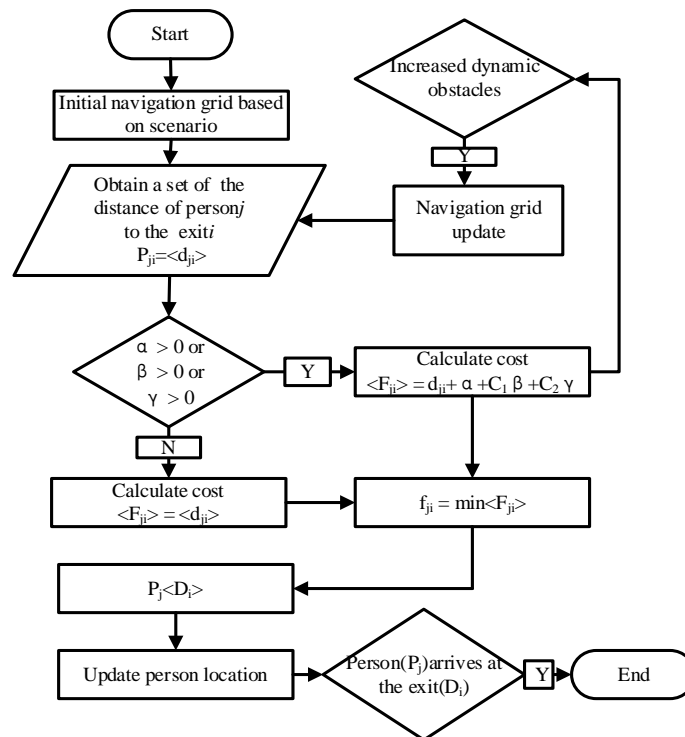 Start
Increased dynamic
obstacles
Initial navigation grid based
on scenario
Y
Obtain a set of the
distance of personj
to the exiti
Pji=<dji>
Navigation grid
update
α > 0 or
β > 0 or
γ > 0
Y
Calculate cost
<Fji> = dji+ α +C1 β +C2 γ
N
Calculate cost
<Fji> = <dji>
fji = min<Fji>
Pj<Di>
Update person location
Person(Pj)arrives at
the exit(Di)
Y
End